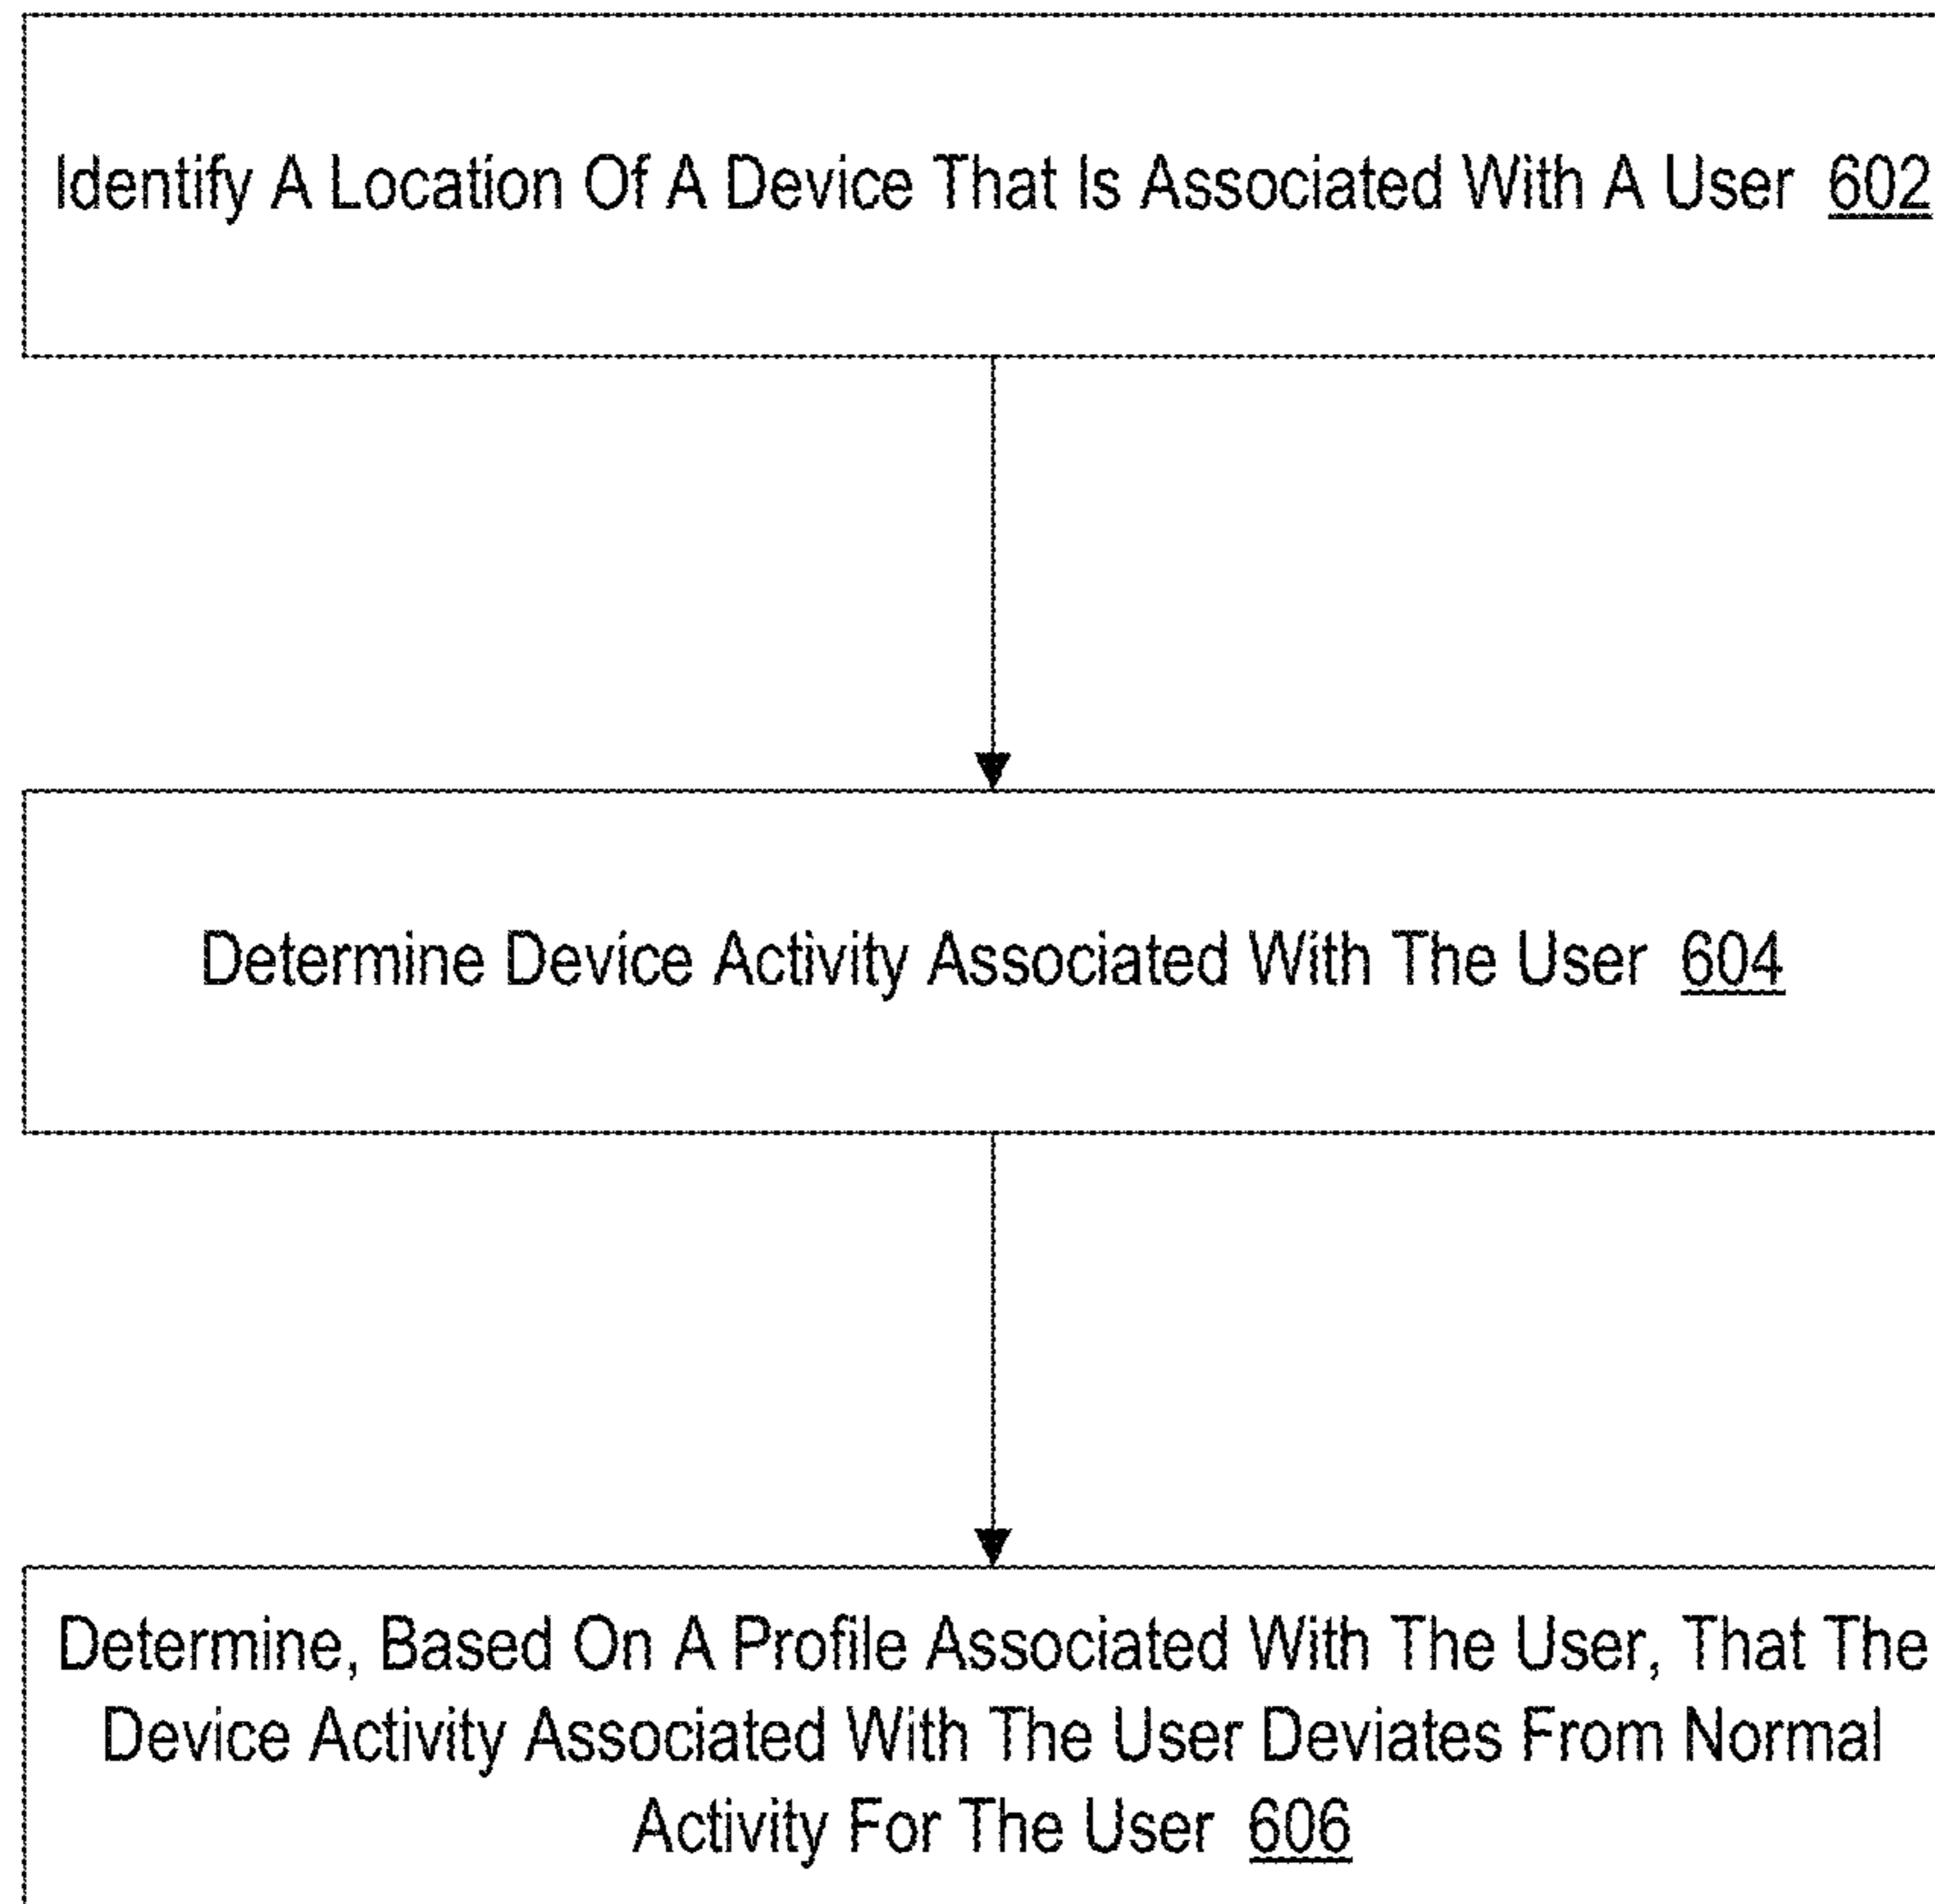 Identify A Location Of A Device That Is Associated With A User 602
Determine Device Activity Associated With The User 604
Determine, Based On A Profile Associated With The User, That The
Device Activity Associated With The User Deviates From Normal
Activity For The User 606